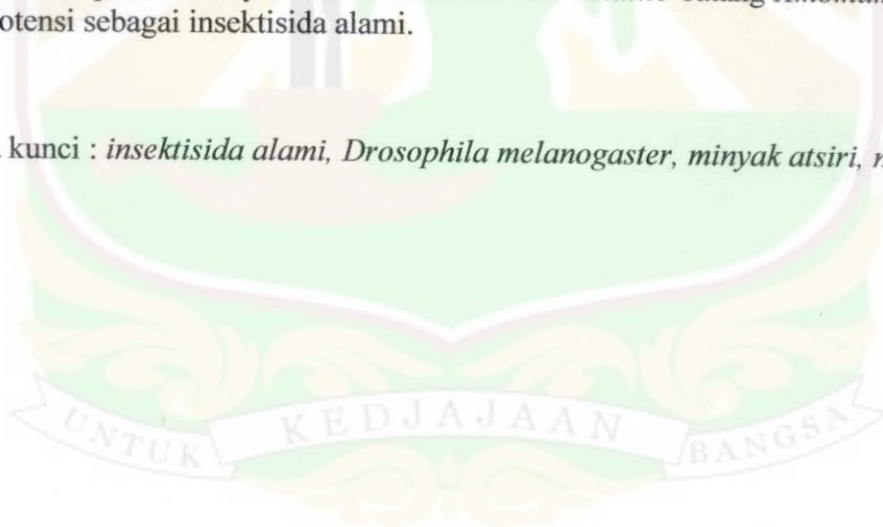 otensi sebagai insektisida alami.
kunci : insektisida alami, Drosophila melanogaster, minyak atsiri,
UNTUK KEDJAJAAN BANGSA